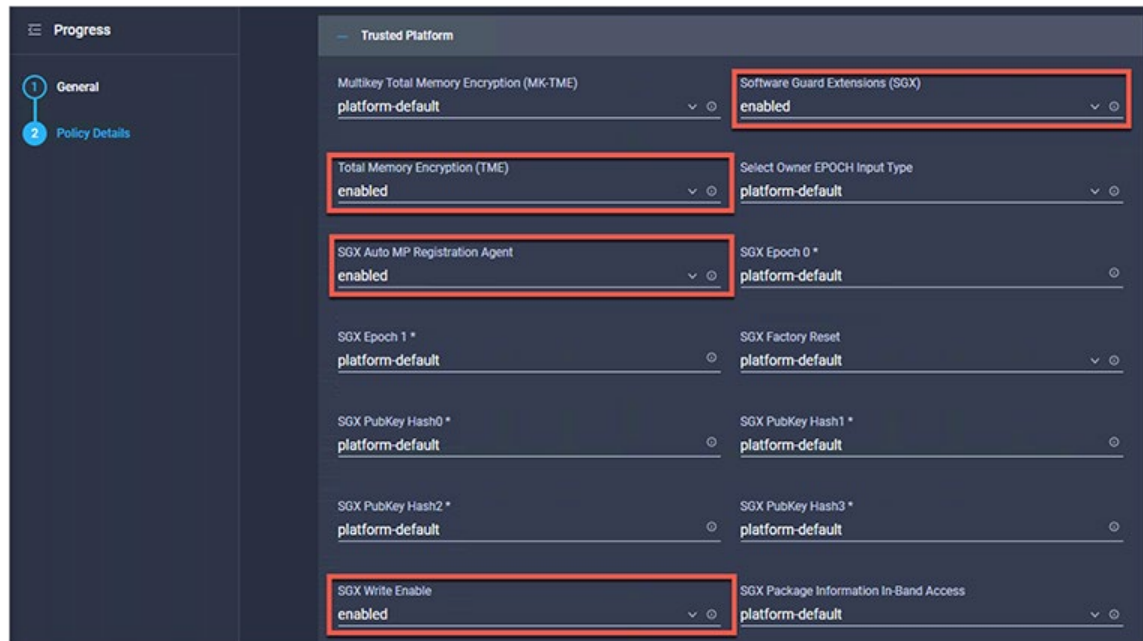 Progress
1 General
2 Policy Details
Trusted Platform
Multikey Total Memory Encryption (MK-TME)
platform-default
Software Guard Extensions (SGX)
enabled
Total Memory Encryption (TME)
enabled
Select Owner EPOCH Input Type
platform-default
SGX Auto MP Registration Agent
enabled
SGX Epoch 0 *
platform-default
SGX Epoch 1 *
platform-default
SGX Factory Reset
platform-default
SGX PubKey Hash0 *
platform-default
SGX PubKey Hash1 *
platform-default
SGX PubKey Hash2 *
platform-default
SGX PubKey Hash3 *
platform-default
SGX Write Enable
enabled
SGX Package Information In-Band Access
platform-default